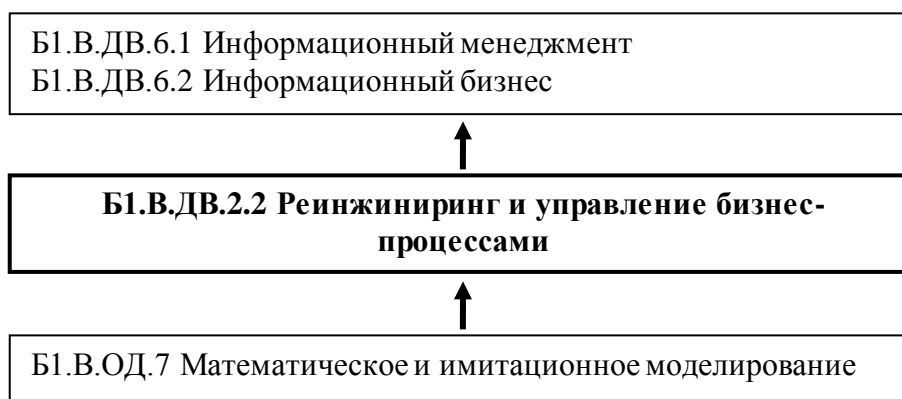 Б1.В.ДВ.6.1 Информационный менеджмент
Б1.В.ДВ.6.2 Информационный бизнес
Б1.В.ДВ.2.2 Реинжиниринг и управление бизнес-
процессами
Б1.В.ОД.7 Математическое и имитационное моделирование